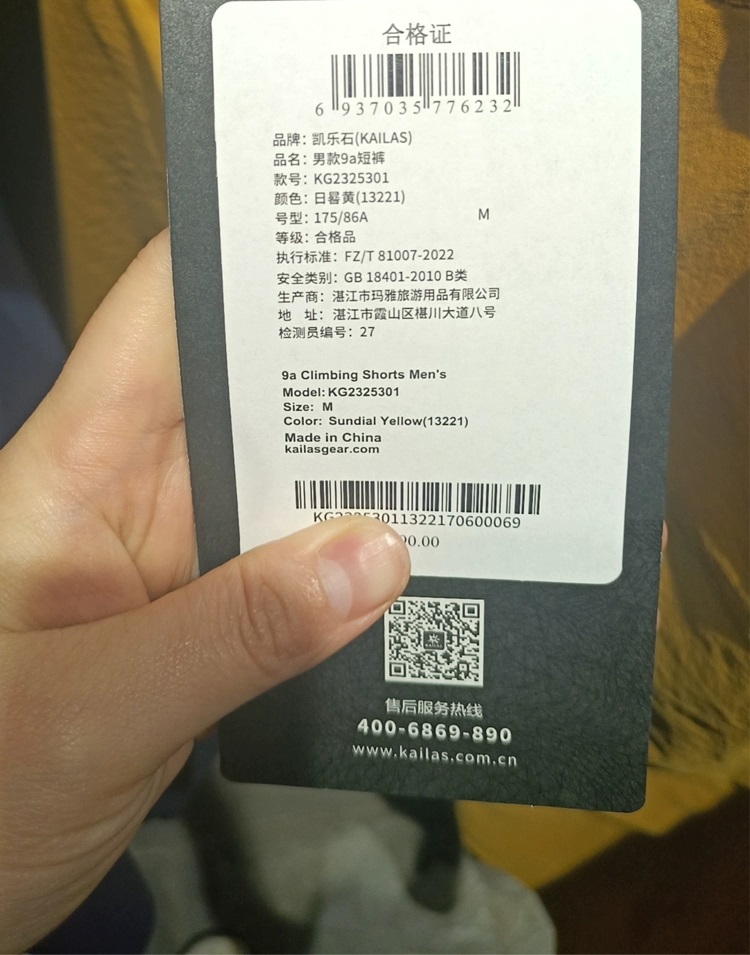 合格证
6 937035 776232
品牌：凯乐石(KAILAS)
品名：男款9a短裤
款号：KG2325301
颜色：日晷黄(13221)
号型：175/86A M
等级：合格品
执行标准：FZ/T 81007-2022
安全类别：GB 18401-2010 B类
生产商：湛江市玛雅旅游用品有限公司
地 址：湛江市霞山区椹川大道八号
检测员编号：27
9a Climbing Shorts Men's
Model: KG2325301
Size: M
Color: Sundial Yellow(13221)
Made in China
kailasgear.com
KG23253011322170600069
售后服务热线
400-6869-890
www.kailas.com.cn